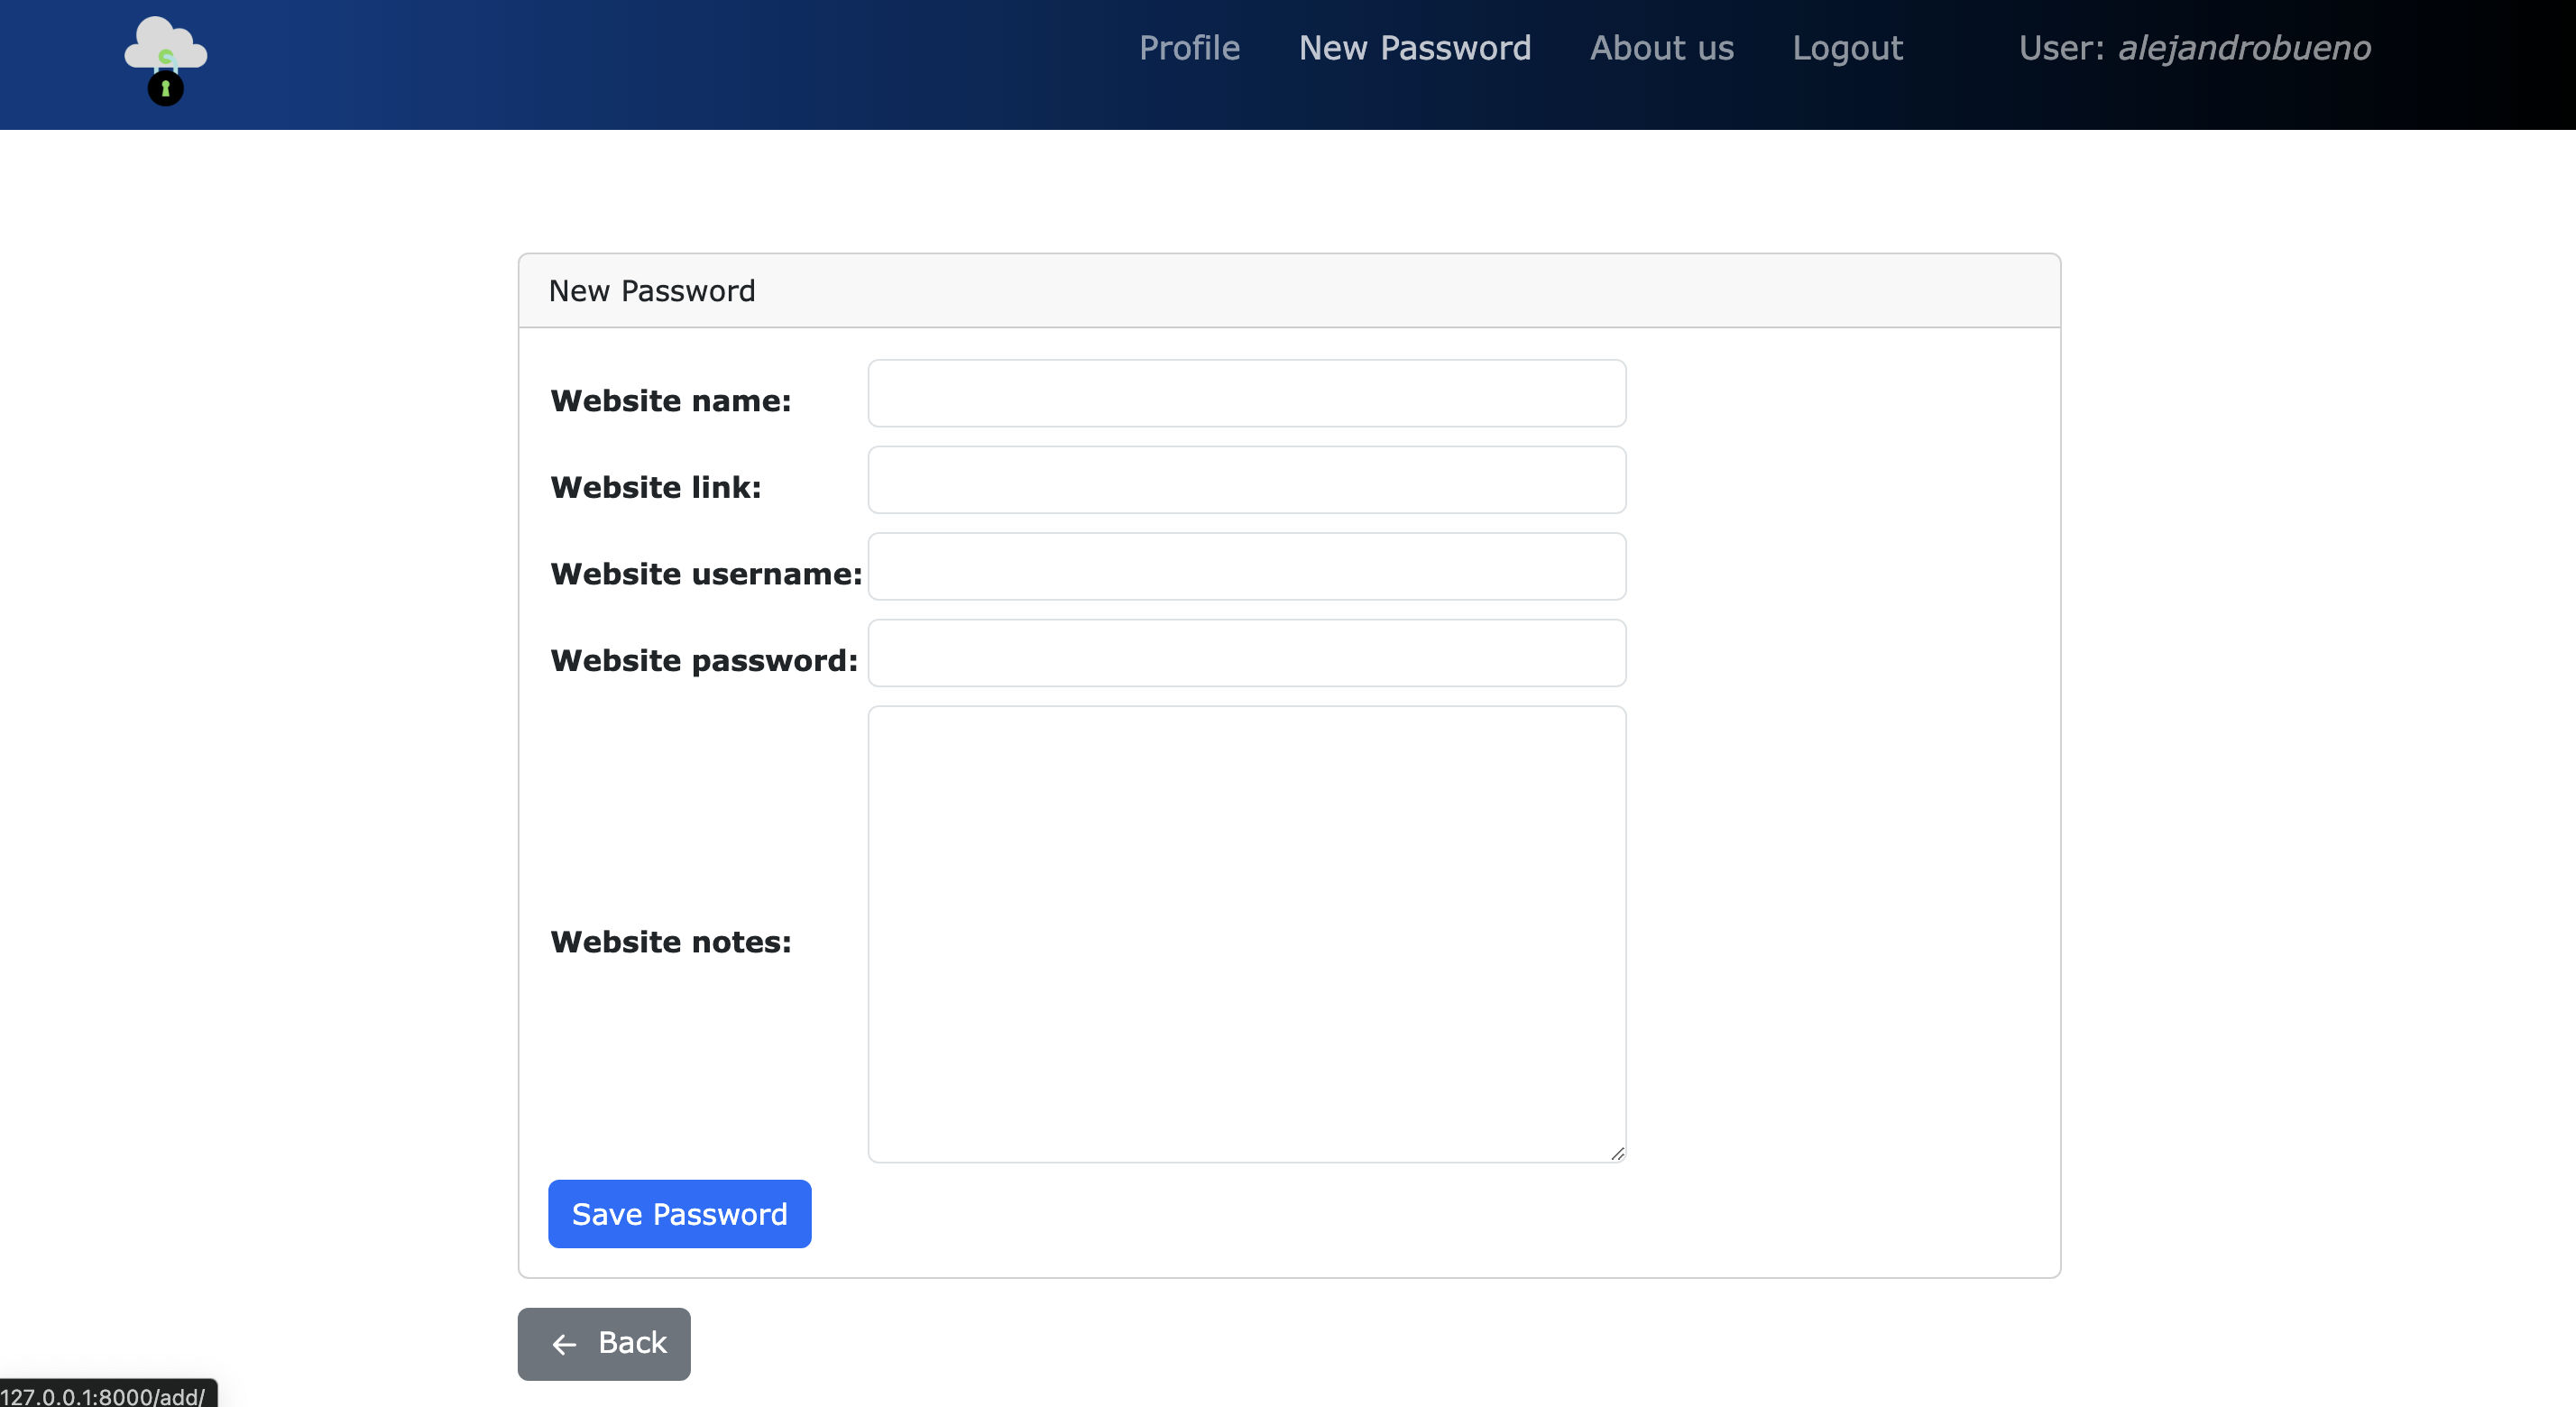 Profile New Password About us Logout User: alejandrobueno
New Password
Website name:
Website link:
Website username:
Website password:
Website notes:
Save Password
← Back
127.0.0.1:8000/add/